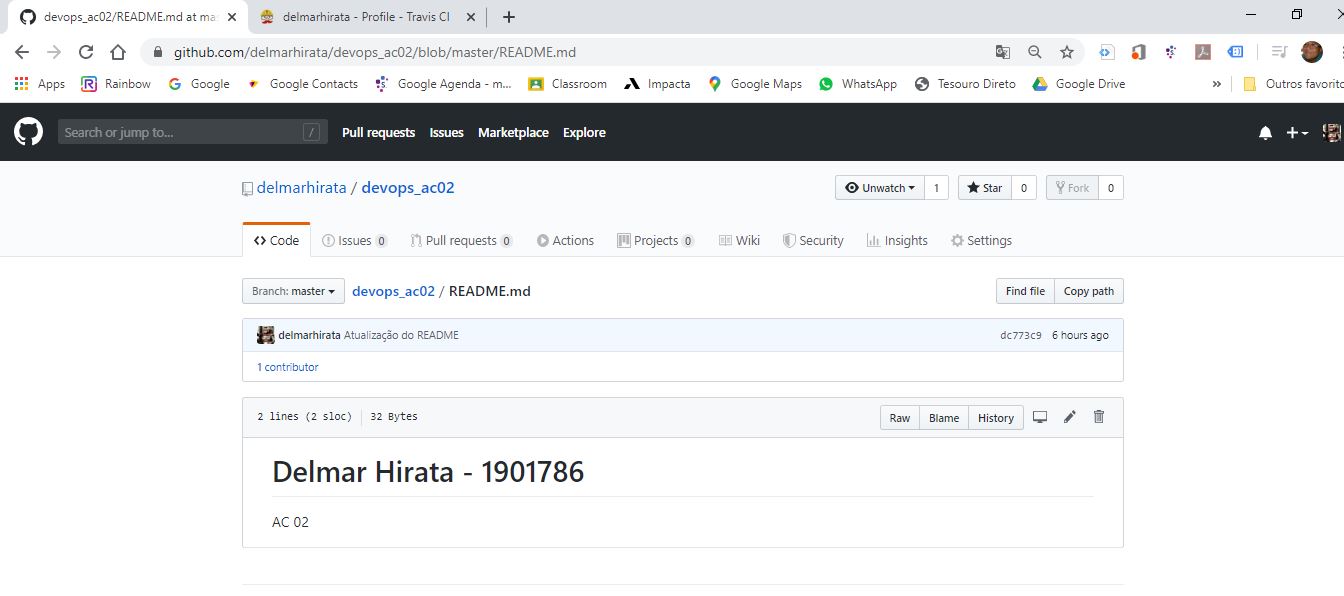 devops_ac02/README.md at mas
delmarhirata - Profile - Travis CI
github.com/delmarhirata/devops_ac02/blob/master/README.md
Apps Rainbow Google Google Contacts Google Agenda - m... Classroom Impacta Google Maps WhatsApp Tesouro Direto Google Drive » Outros favorito
Search or jump to... / Pull requests Issues Marketplace Explore
delmarhirata / devops_ac02 Unwatch 1 Star 0 Fork 0
Code Issues 0 Pull requests 0 Actions Projects 0 Wiki Security Insights Settings
Branch: master devops_ac02 / README.md Find file Copy path
delmarhirata Atualização do README dc773c9 6 hours ago
1 contributor
2 lines (2 sloc) 32 Bytes Raw Blame History
Delmar Hirata - 1901786
AC 02